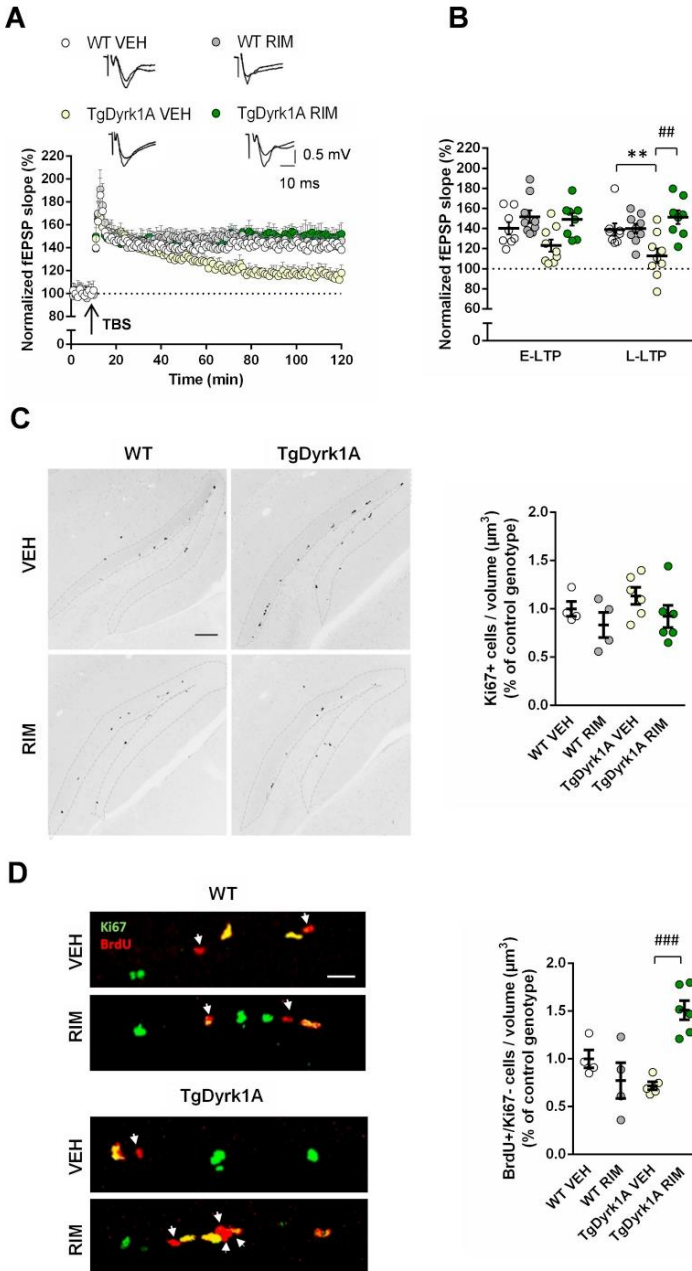 A
WT VEH
WT RIM
TgDyrk1A VEH
TgDyrk1A RIM
0.5 mV
10 ms
Normalized fEPSP slope (%)
220
200
180
160
140
120
100
80
60
0
TBS
0 20 40 60 80 100 120
Time (min)
B
##
**
Normalized fEPSP slope (%)
220
200
180
160
140
120
100
80
60
0
E-LTP L-LTP
C
WT TgDyrk1A
VEH
RIM
Ki67+ cells / volume (µm³)
(% of control genotype)
2.0
1.5
1.0
0.5
0.0
WT VEH
WT RIM
TgDyrk1A VEH
TgDyrk1A RIM
D
WT
Ki67
BrdU
VEH
RIM
TgDyrk1A
VEH
RIM
###
BrdU+/Ki67- cells / volume (µm³)
(% of control genotype)
2.0
1.5
1.0
0.5
0.0
WT VEH
WT RIM
TgDyrk1A VEH
TgDyrk1A RIM